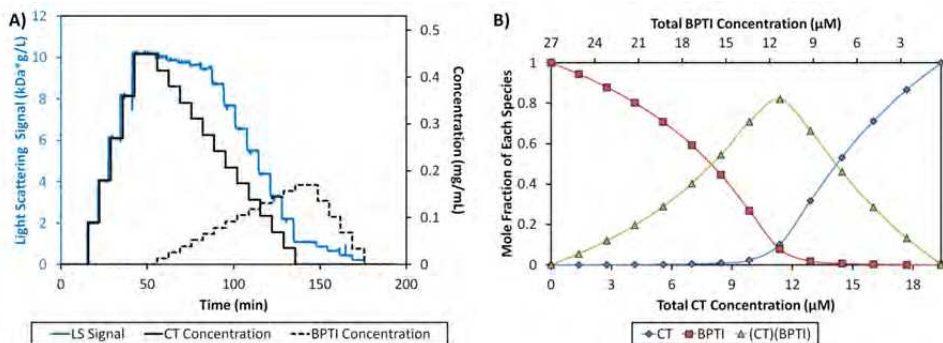 A)
Light Scattering Signal (kDa*g/L)
12
10
8
6
4
2
0
0.5
0.4
0.3
0.2
0.1
0
Concentration (mg/mL)
0 50 100 150 200
Time (min)
LS Signal CT Concentration BPTI Concentration
B)
Total BPTI Concentration (μM)
27 24 21 18 15 12 9 6 3
Mole Fraction of Each Species
1
0.8
0.6
0.4
0.2
0
0 3 6 9 12 15 18
Total CT Concentration (μM)
CT BPTI (CT)(BPTI)